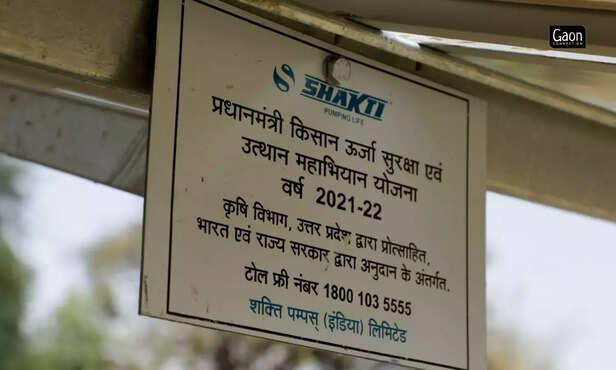 Gaon
CONNECTION
SHAKTI
PUMPING LIFE
प्रधानमंत्री किसान ऊर्जा सुरक्षा एवं
उत्थान महाभियान योजना
वर्ष 2021-22
कृषि विभाग, उत्तर प्रदेश द्वारा प्रोत्साहित,
भारत एवं राज्य सरकार द्वारा अनुदान के अंतर्गत.
टोल फ्री नंबर 1800 103 5555
शक्ति पम्पस् (इंडिया) लिमिटेड